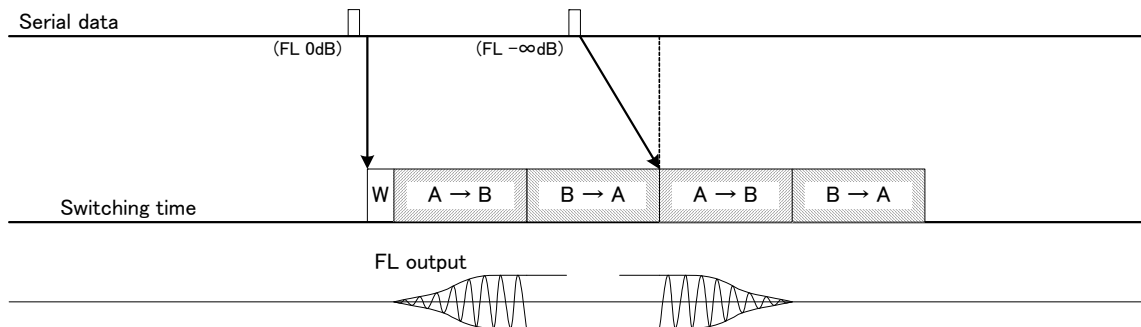 Serial data
(FL 0dB) (FL -∞dB)
W A → B B → A A → B B → A
Switching time
FL output